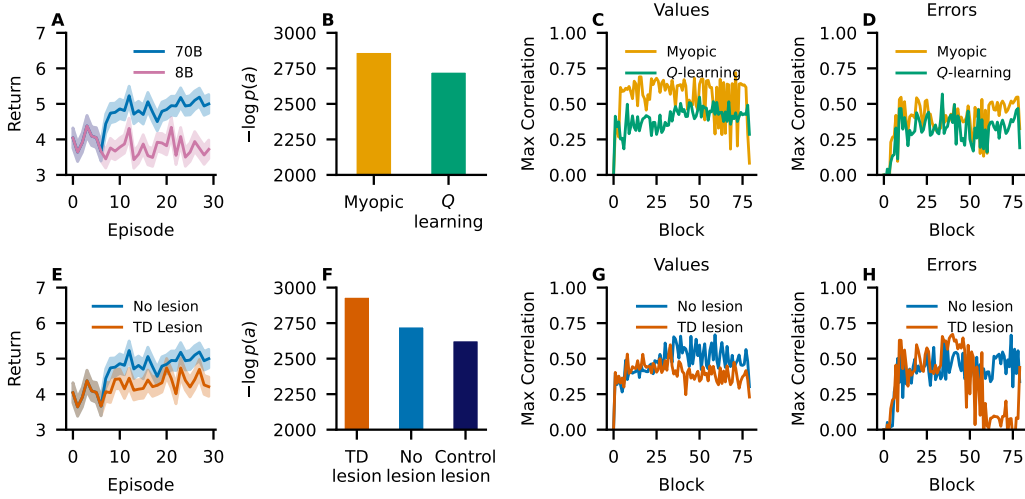 A
7
6
5
4
3
Return
0
10
20
30
Episode
70B
8B
B
3000
2750
2500
2250
2000
−log p(a)
Myopic
Q
learning
C
Values
1.00
0.75
0.50
0.25
0.00
Max Correlation
0
25
50
75
Block
Myopic
Q-learning
D
Errors
1.00
0.75
0.50
0.25
0.00
Max Correlation
0
25
50
75
Block
Myopic
Q-learning
E
7
6
5
4
3
Return
0
10
20
30
Episode
No lesion
TD Lesion
F
3000
2750
2500
2250
2000
−log p(a)
TD
lesion
No
lesion
Control
lesion
G
Values
1.00
0.75
0.50
0.25
0.00
Max Correlation
0
25
50
75
Block
No lesion
TD lesion
H
Errors
1.00
0.75
0.50
0.25
0.00
Max Correlation
0
25
50
75
Block
No lesion
TD lesion